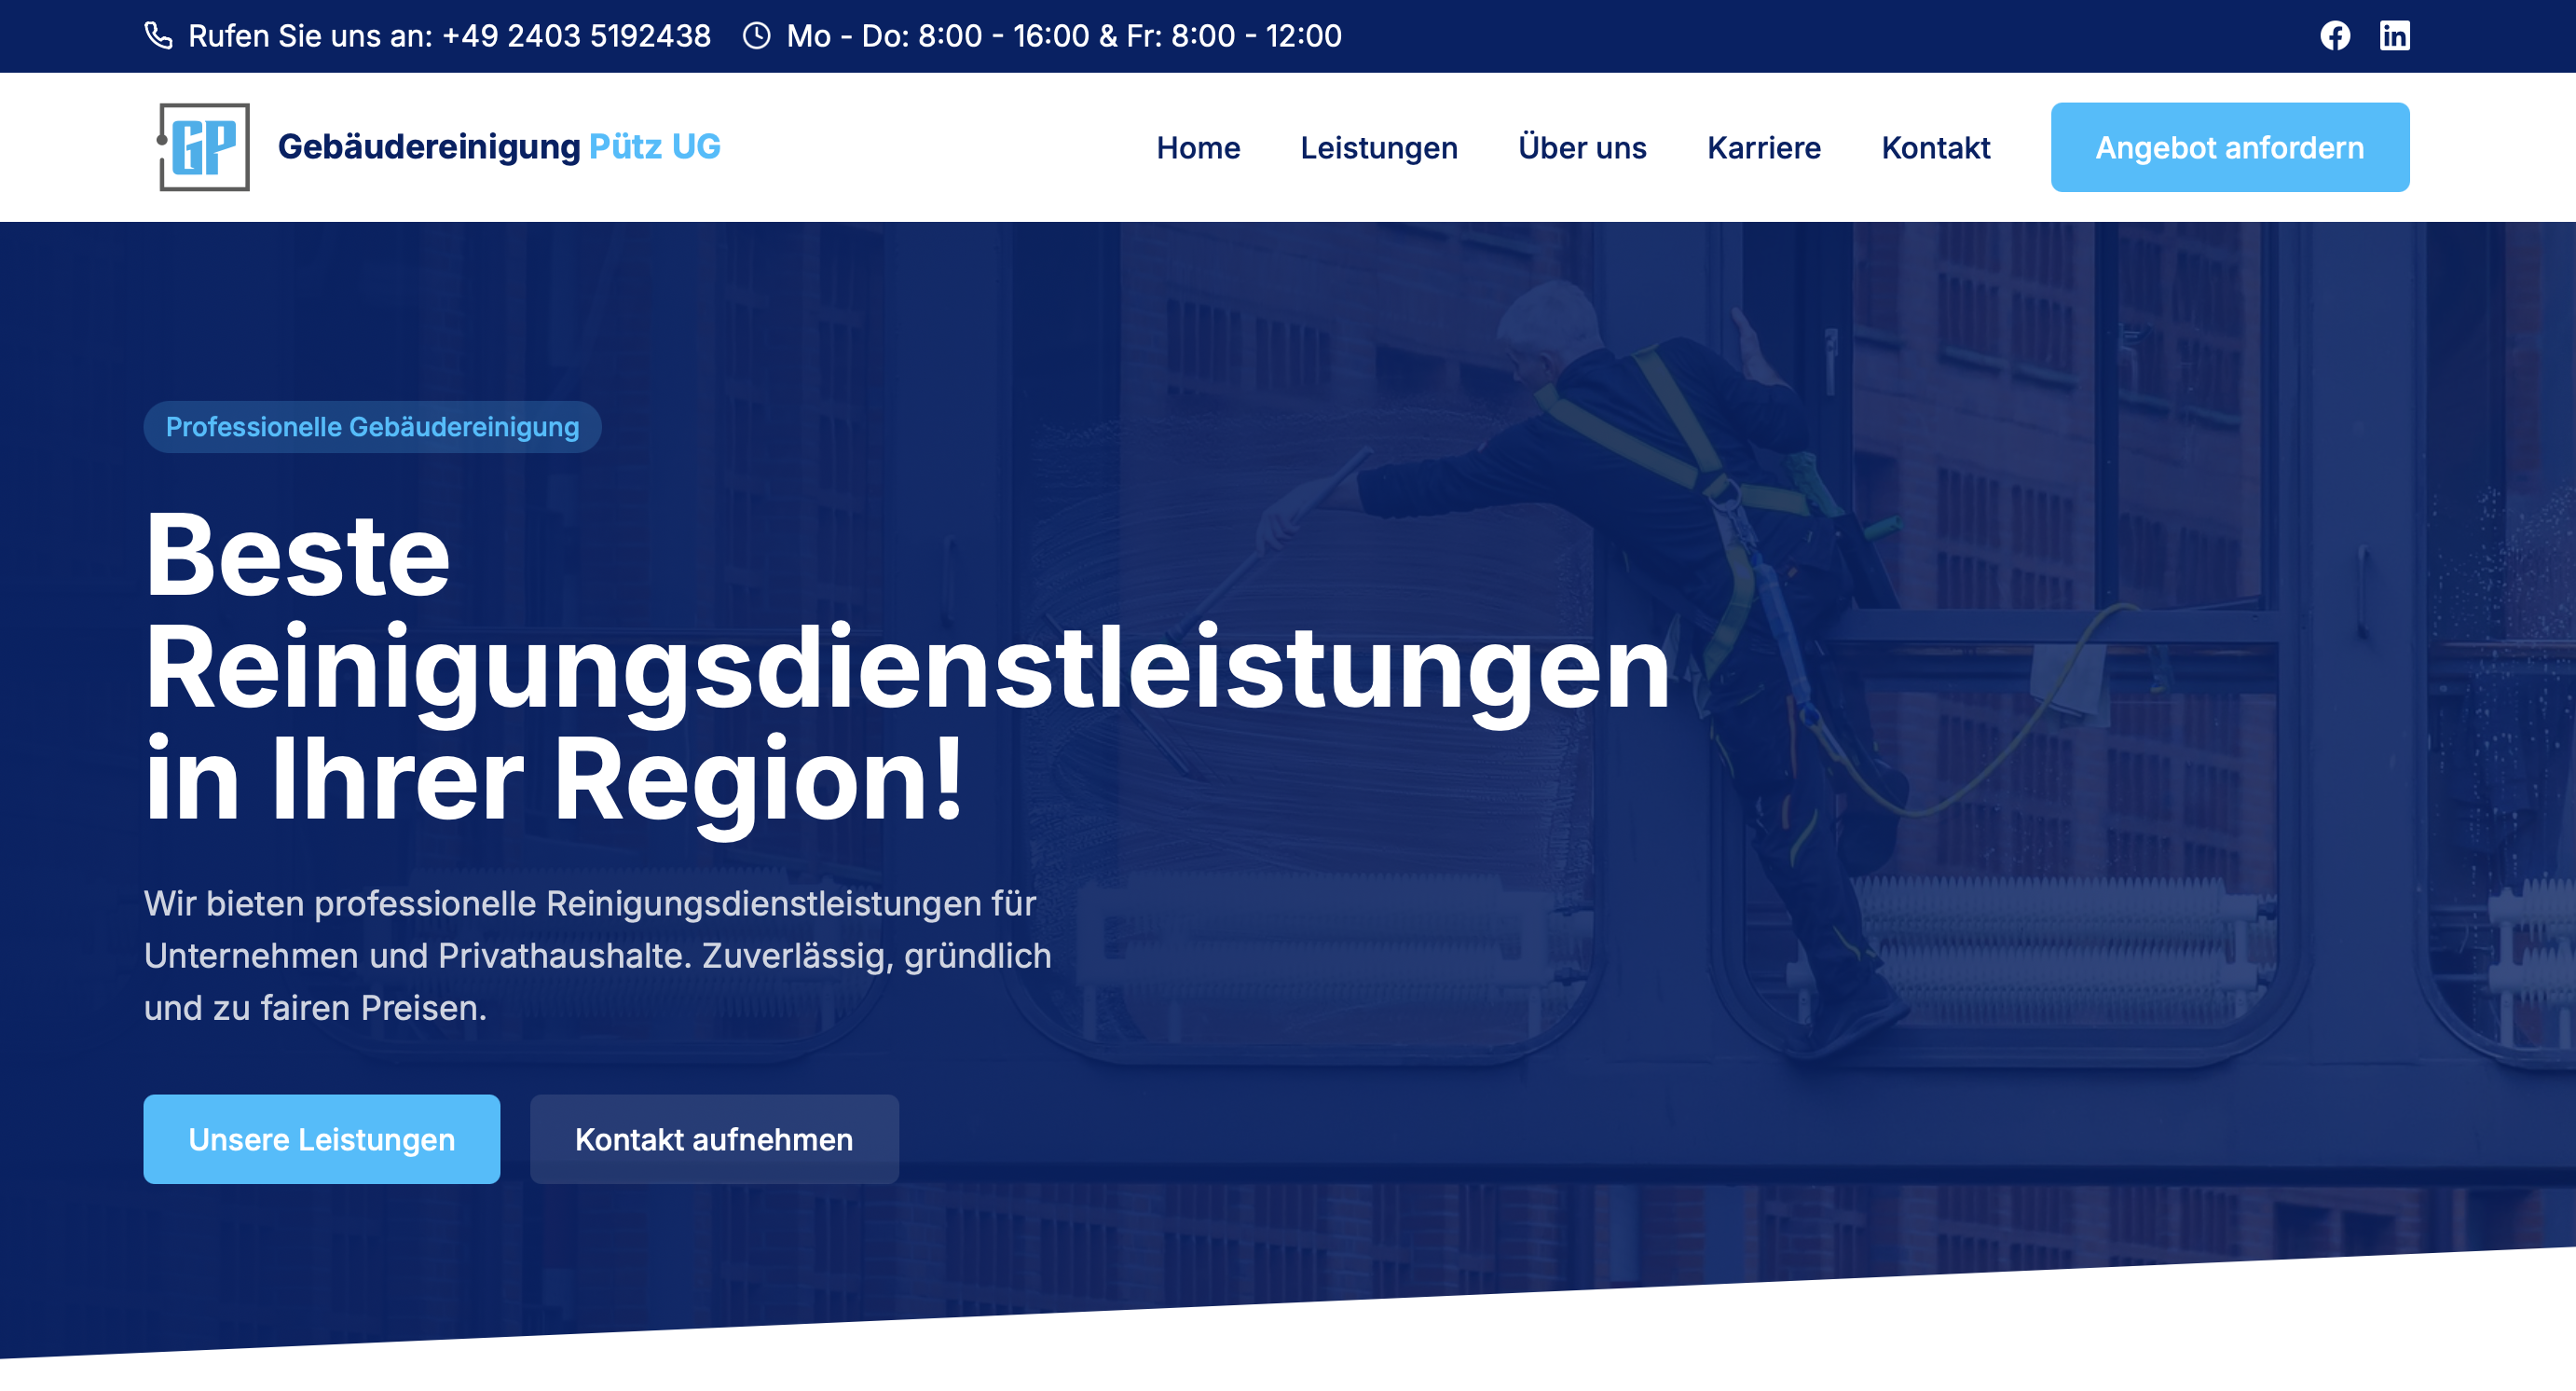 Rufen Sie uns an: +49 2403 5192438
Mo - Do: 8:00 - 16:00 & Fr: 8:00 - 12:00
GP
Gebäudereinigung Pütz UG
Home
Leistungen
Über uns
Karriere
Kontakt
Angebot anfordern
Professionelle Gebäudereinigung
Beste
Reinigungsdienstleistungen
in Ihrer Region!
Wir bieten professionelle Reinigungsdienstleistungen für
Unternehmen und Privathaushalte. Zuverlässig, gründlich
und zu fairen Preisen.
Unsere Leistungen
Kontakt aufnehmen